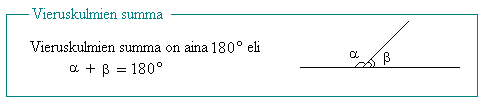 Vieruskulmien summa
Vieruskulmien summa on aina 180° eli
α + β = 180°
α β